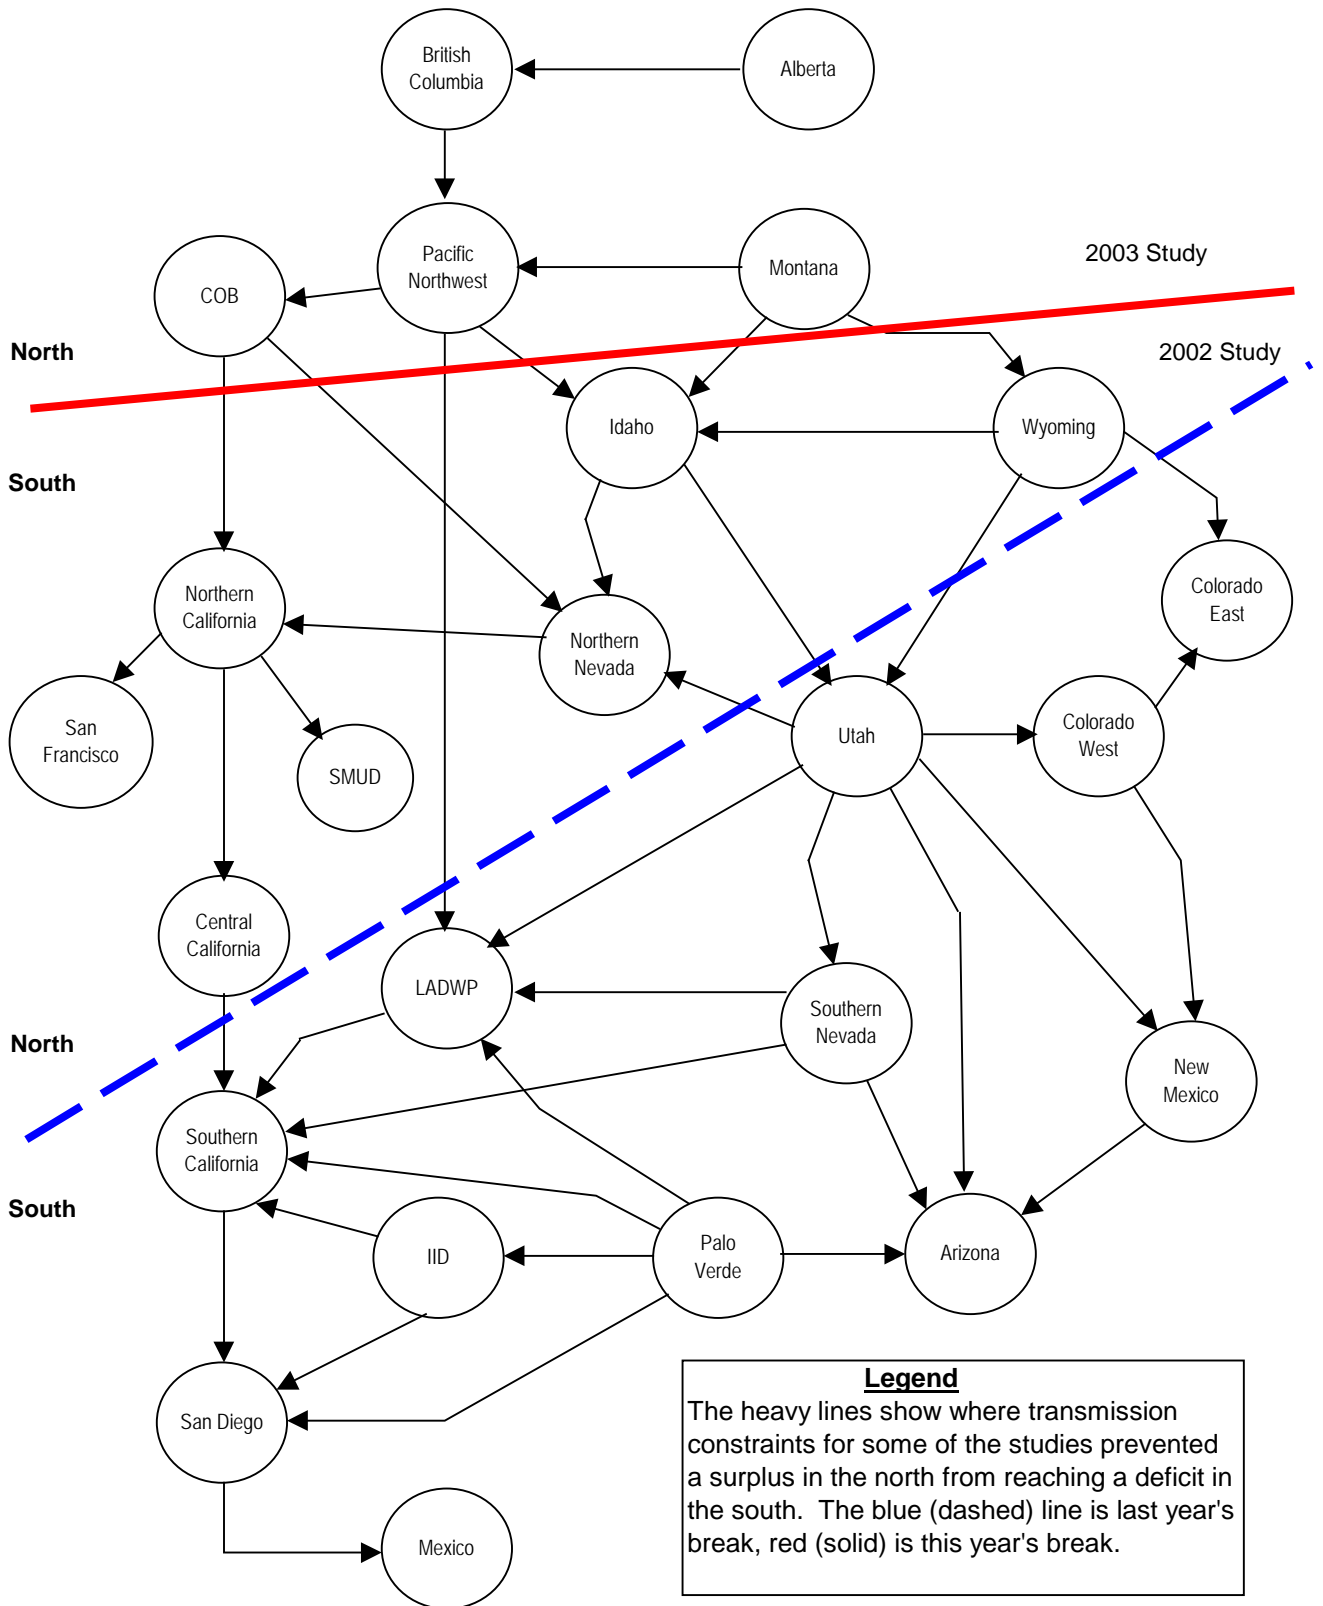 British
Columbia
Alberta
Pacific
Northwest
Montana
COB
2003 Study
North
2002 Study
Idaho
Wyoming
South
Northern
California
Colorado
East
Northern
Nevada
San
Francisco
SMUD
Utah
Colorado
West
Central
California
LADWP
Southern
Nevada
North
New
Mexico
Southern
California
South
IID
Palo
Verde
Arizona
San Diego
Mexico
Legend
The heavy lines show where transmission
constraints for some of the studies prevented
a surplus in the north from reaching a deficit in
the south.  The blue (dashed) line is last year's
break, red (solid) is this year's break.